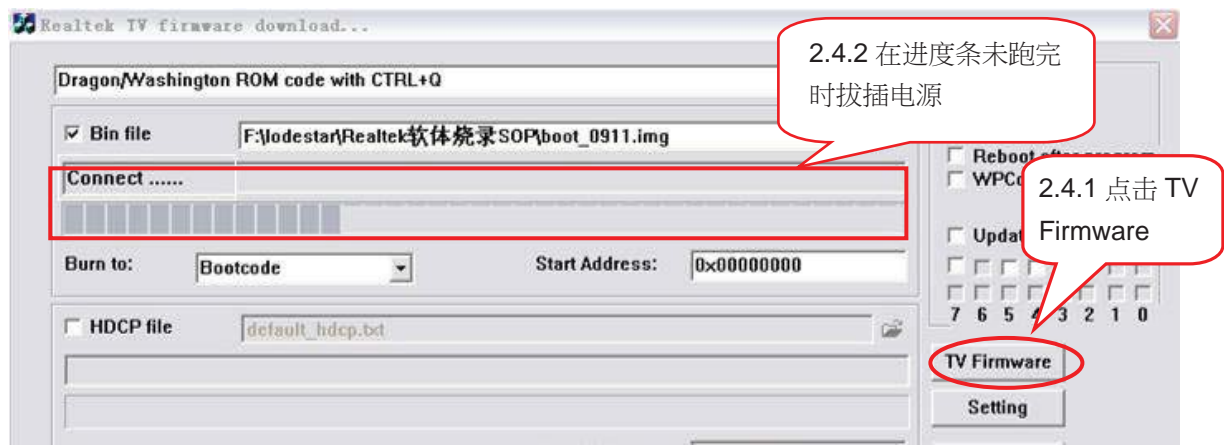 Realtek TV firmware download...
2.4.2 在进度条未跑完
时拔插电源
Dragon/Washington ROM code with CTRL+Q
Bin file
F:\lodestar\Realtek软体烧录SOP\boot_0911.img
Reboot after program
Connect ......
2.4.1 点击 TV
Firmware
Burn to:
Bootcode
Start Address:
0x00000000
HDCP file
default_hdcp.txt
7 6 5 4 3 2 1 0
TV Firmware
Setting